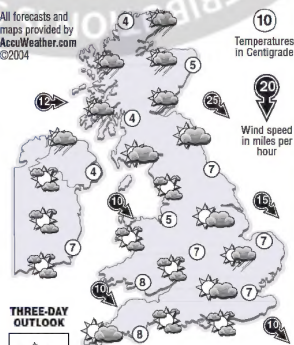 All forecasts and
maps provided by
AccuWeather.com
©2004
4
10
Temperatures
in Centigrade
5
20
12
25
4
Wind speed
in miles per
hour
7
4
10
15
5
7
7
7
8
10
7
THREE-DAY
OUTLOOK
8
10